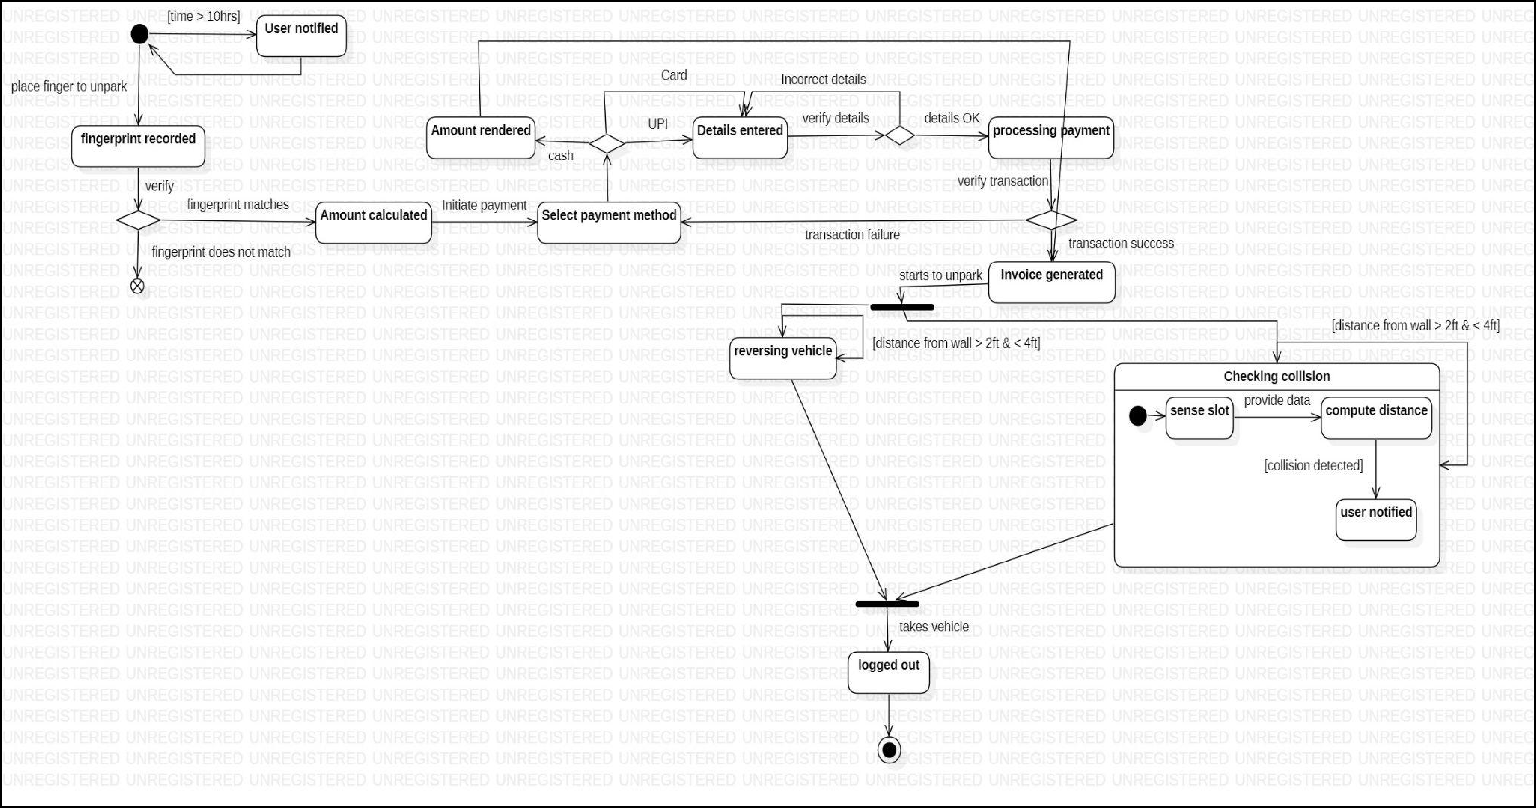 [time > 10hrs]
User notified
place finger to unpark
fingerprint recorded
verify
fingerprint matches
fingerprint does not match
Amount calculated
Initiate payment
Select payment method
Amount rendered
cash
Card
UPI
Details entered
Incorrect details
verify details
details OK
processing payment
verify transaction
transaction failure
transaction success
Invoice generated
starts to unpark
reversing vehicle
[distance from wall > 2ft & < 4ft]
[distance from wall > 2ft & < 4ft]
Checking collision
sense slot
provide data
compute distance
[collision detected]
user notified
takes vehicle
logged out
UNREGISTERED